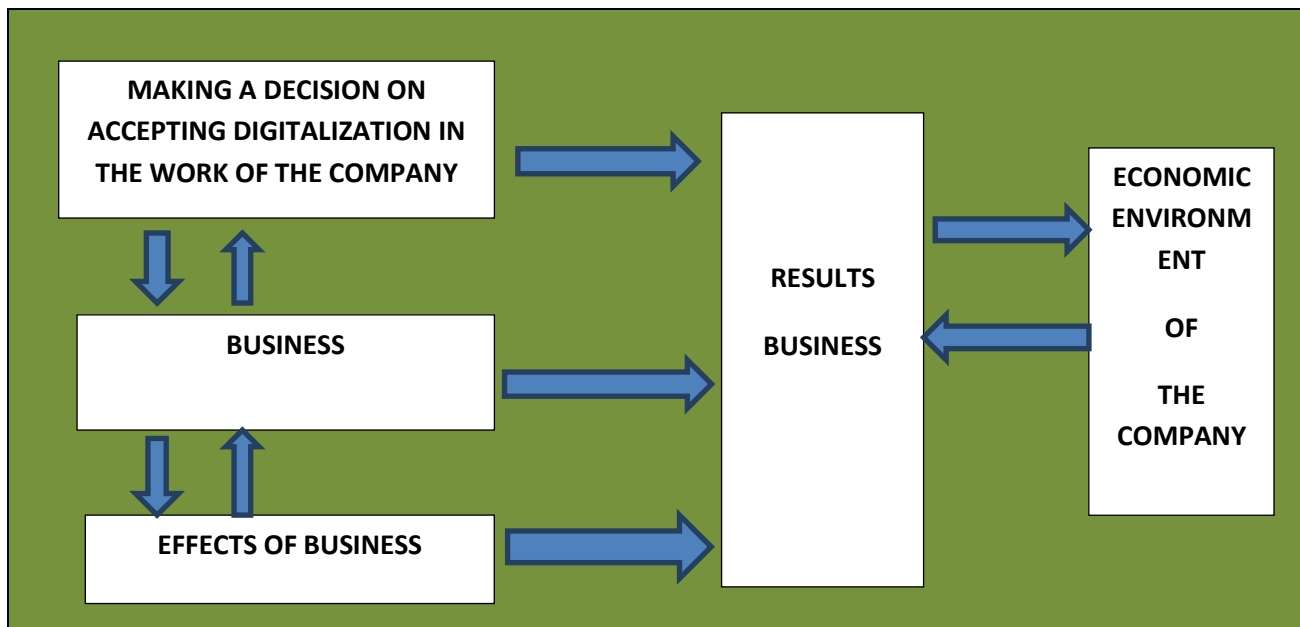 MAKING A DECISION ON
ACCEPTING DIGITALIZATION IN
THE WORK OF THE COMPANY
BUSINESS
EFFECTS OF BUSINESS
RESULTS
BUSINESS
ECONOMIC
ENVIRONM
ENT
OF
THE
COMPANY